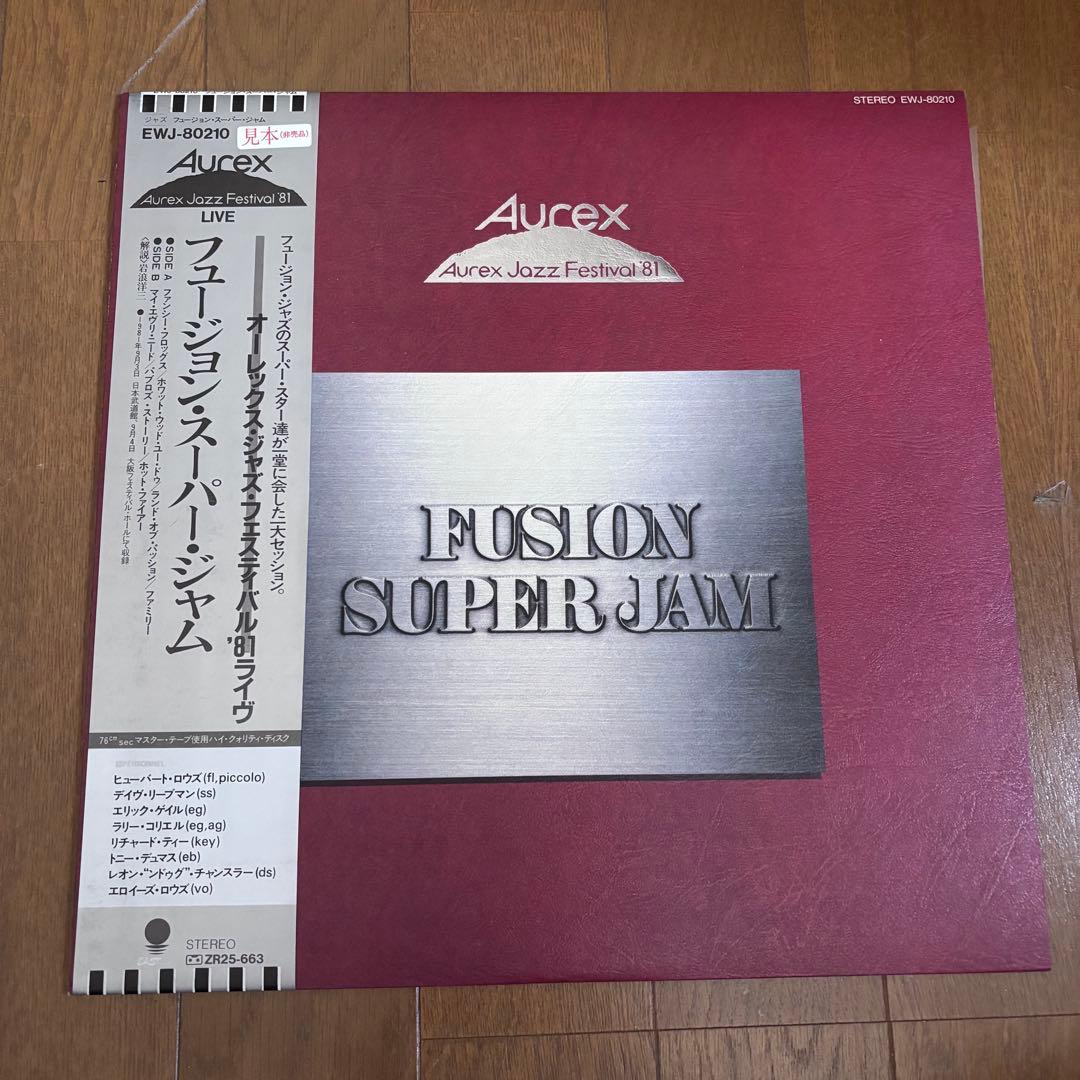 ジャズ フュージョン・スーパー・ジャム
EWJ-80210
見本(非売品)
Aurex
Aurex Jazz Festival '81
LIVE
フュージョン・ジャズのスーパー・スター達が一堂に会した一大セッション。
オーレックス・ジャズ・フェスティバル'81ライヴ
フュージョン・スーパー・ジャム
●SIDE A ファンシー・フロッグス/ホワット・ウッド・ユー・ドゥ/ランド・オブ・パッション/ファミリー
●SIDE B マイ・エヴリ・ニード/パブロズ・ストーリー/ホット・ファイアー
〈解説〉岩浪洋三 ●1981年9月3日 日本武道館、9月4日 大阪フェスティバル・ホールにて収録
76cm sec マスター・テープ使用ハイ・クォリティ・ディスク
ヒューバート・ロウズ(fl,piccolo)
デイヴ・リーブマン(ss)
エリック・ゲイル(eg)
ラリー・コリエル(eg,ag)
リチャード・ティー(key)
トニー・デュマス(eb)
レオン・“ンドゥグ”・チャンスラー(ds)
エロイーズ・ロウズ(vo)
STEREO
ZR25-663
STEREO EWJ-80210
Aurex
Aurex Jazz Festival '81
FUSION
SUPER JAM